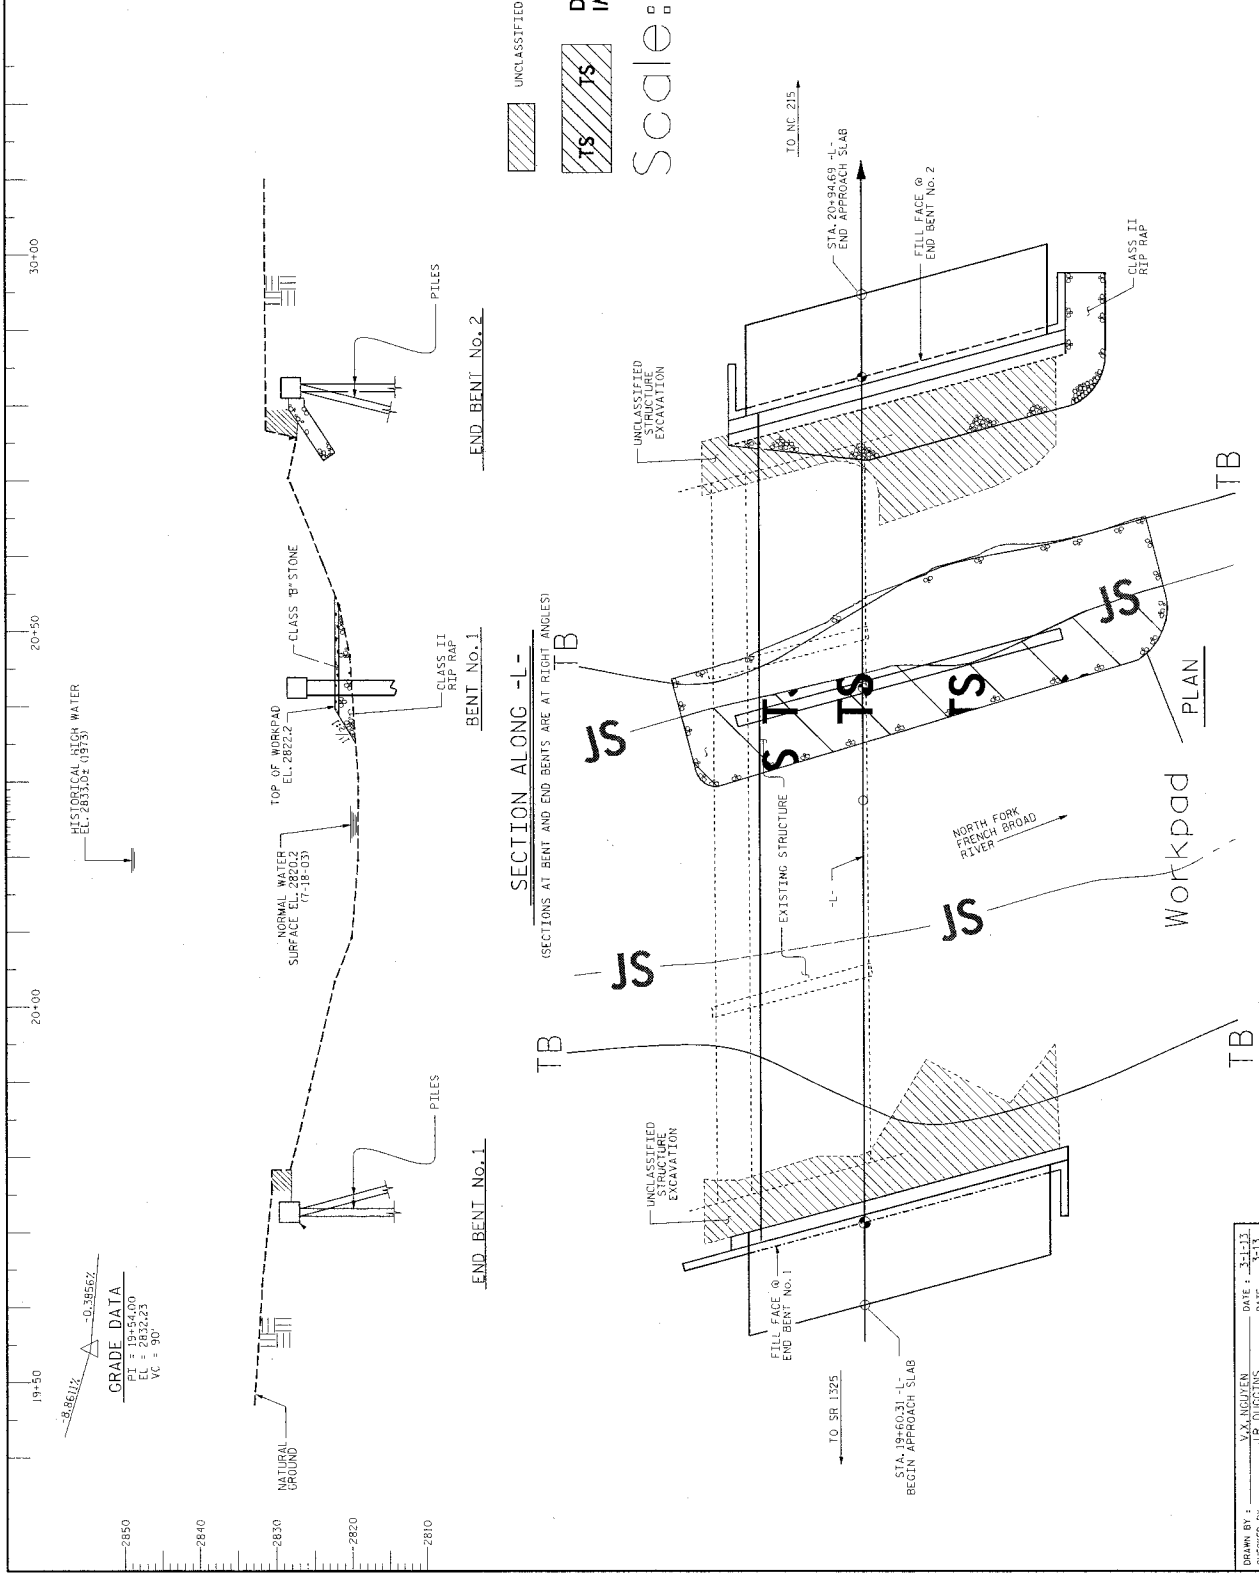 HISTORICAL HIGH WATER
EL. 2833.0± (1973)
-8.8611%
-0.3856%
GRADE DATA
PI = 19+54.00
EL = 2832.23
VC = 90'
19+50
20+00
20+50
30+00
2850
2840
2830
2820
2810
NATURAL
GROUND
NORMAL WATER
SURFACE EL. 2820.2
(7-18-03)
TOP OF WORKPAD
EL. 2822.2
CLASS "B" STONE
CLASS II
RIP RAP
PILES
PILES
END BENT No. 1
BENT No. 1
END BENT No. 2
SECTION ALONG -L-
(SECTIONS AT BENT AND END BENTS ARE AT RIGHT ANGLES)
UNCLASSIFIED
TS TS
Scale:
TB
TB
TB
TB
JS
JS
JS
JS
S T
TS
TS
UNCLASSIFIED
STRUCTURE
EXCAVATION
UNCLASSIFIED
STRUCTURE
EXCAVATION
EXISTING STRUCTURE
-L-
NORTH FORK
FRENCH BROAD
RIVER
TO SR 1325
TO NC 215
STA. 19+60.31 -L-
BEGIN APPROACH SLAB
FILL FACE @
END BENT No. 1
STA. 20+94.69 -L-
END APPROACH SLAB
FILL FACE @
END BENT No. 2
CLASS II
RIP RAP
Workpad
PLAN
DRAWN BY : V.X. NGUYEN DATE : 3-1-13